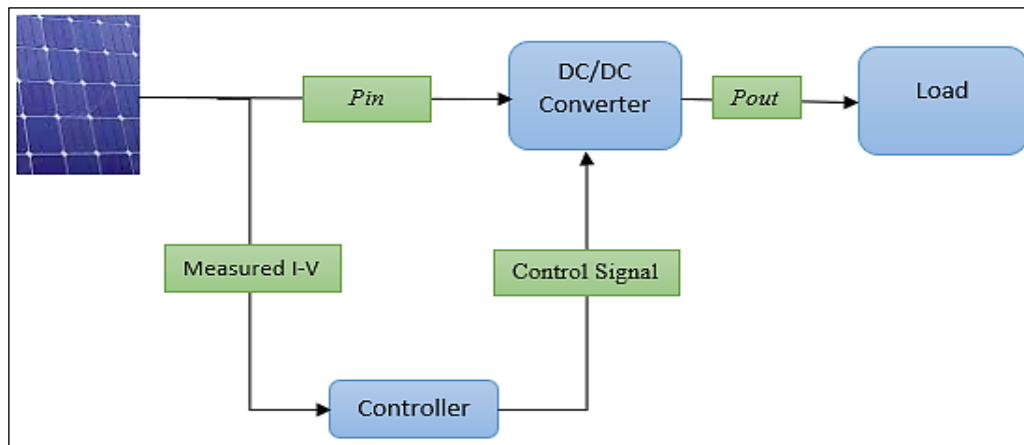 Pin
DC/DC
Converter
Pout
Load
Measured I-V
Control Signal
Controller